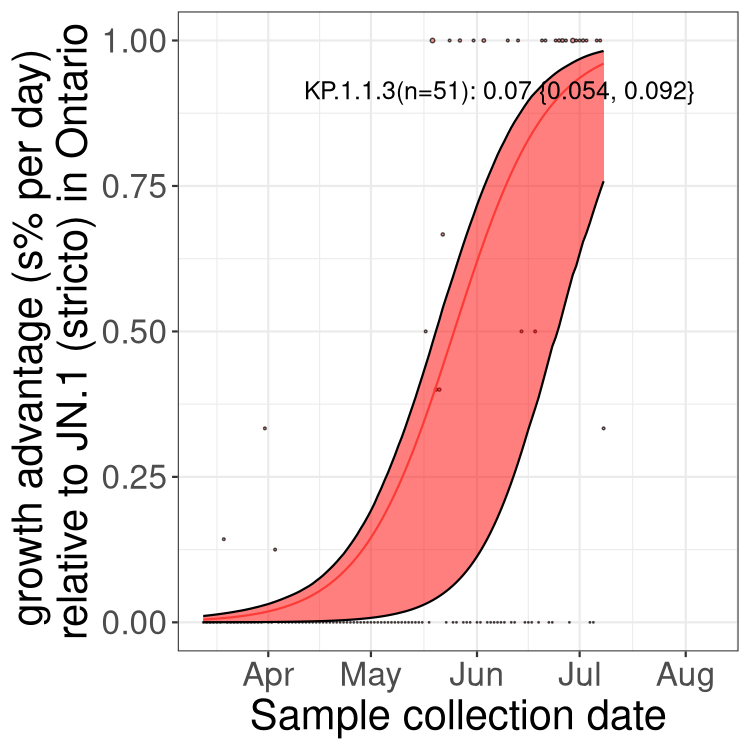 growth advantage (s% per day)
relative to JN.1 (stricto) in Ontario
1.00
0.75
0.50
0.25
0.00
KP.1.1.3(n=51): 0.07 {0.054, 0.092}
Apr May Jun Jul Aug
Sample collection date